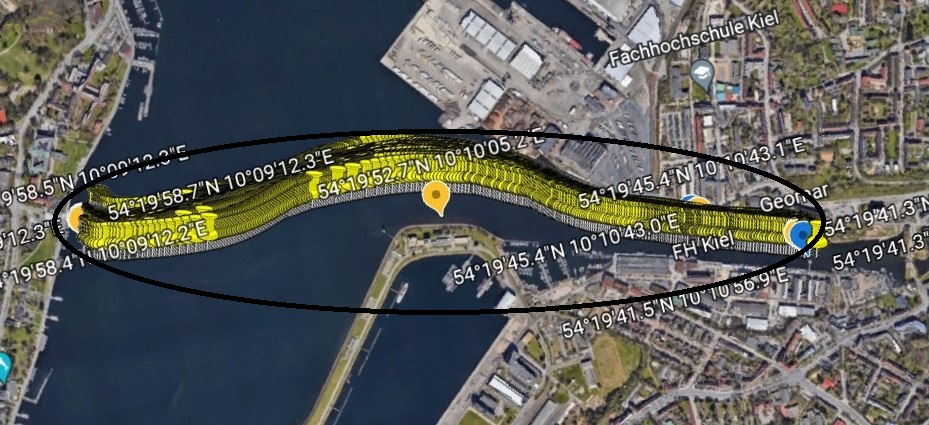 Fachhochschule Kiel
9'58.5"N 10°09'12.3"E
54°19'58.7"N 10°09'12.3"E
54°19'52.7"N 10°10'05.2"E
54°19'45.4"N 10°10'43.1"E
Geomar
54°19'41.3"N
9'12.3"
°19'58.4" 10°09'12.2"E
54°19'45.4"N 10°10'43.0"E
FH Kiel
54°19'41.3"
54°19'41.5"N 10°10'56.9"E